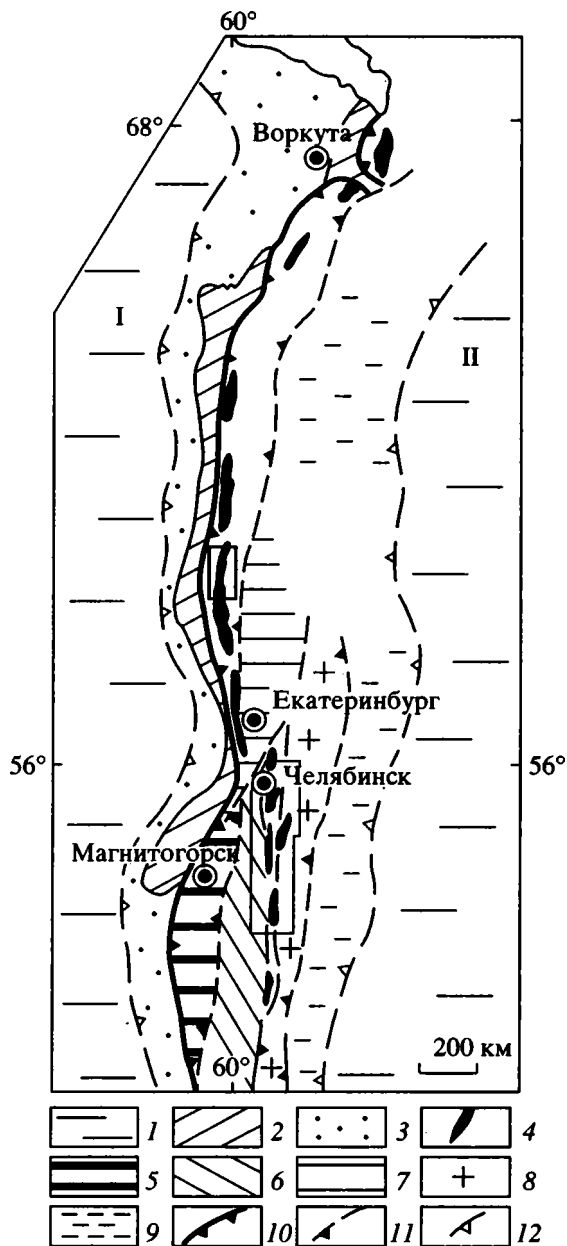 60°
68°
Воркута
I
II
Екатеринбург
56°
56°
Челябинск
Магнитогорск
60°
200 км
1 2 3 4
5 6 7 8
9 10 11 12